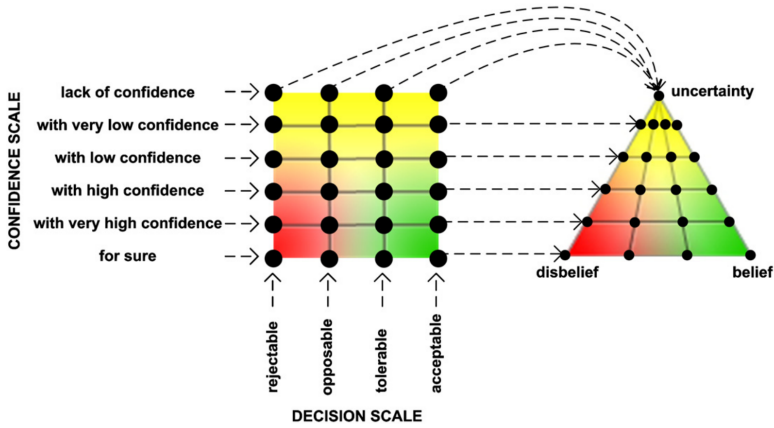 CONFIDENCE SCALE
lack of confidence
with very low confidence
with low confidence
with high confidence
with very high confidence
for sure
rejectable
opposable
tolerable
acceptable
DECISION SCALE
uncertainty
disbelief
belief